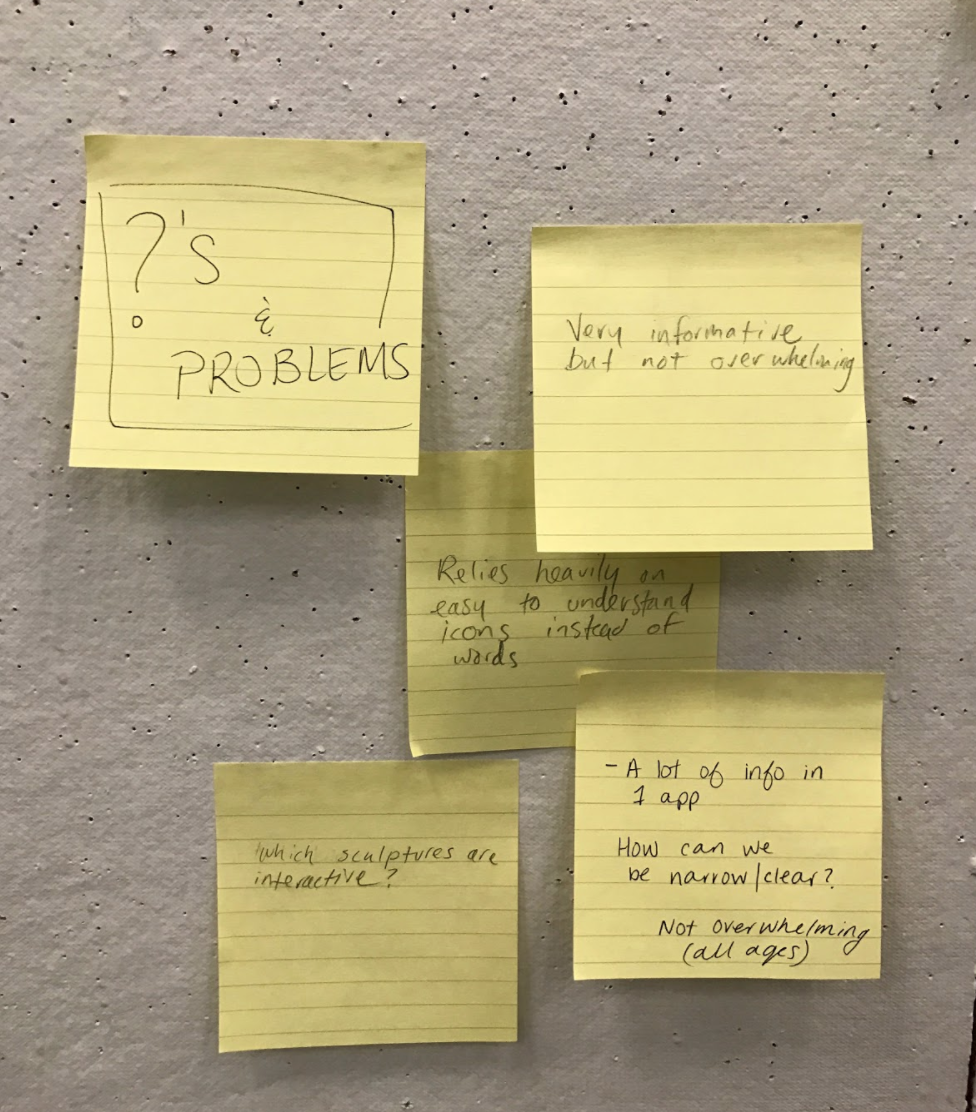 ?'s
&
PROBLEMS
Very informative
but not overwhelming
Relies heavily on
easy to understand
icons instead of
words
- A lot of info in
1 app
How can we
be narrow/clear?
Not overwhelming
(all ages)
Which sculptures are
interactive?